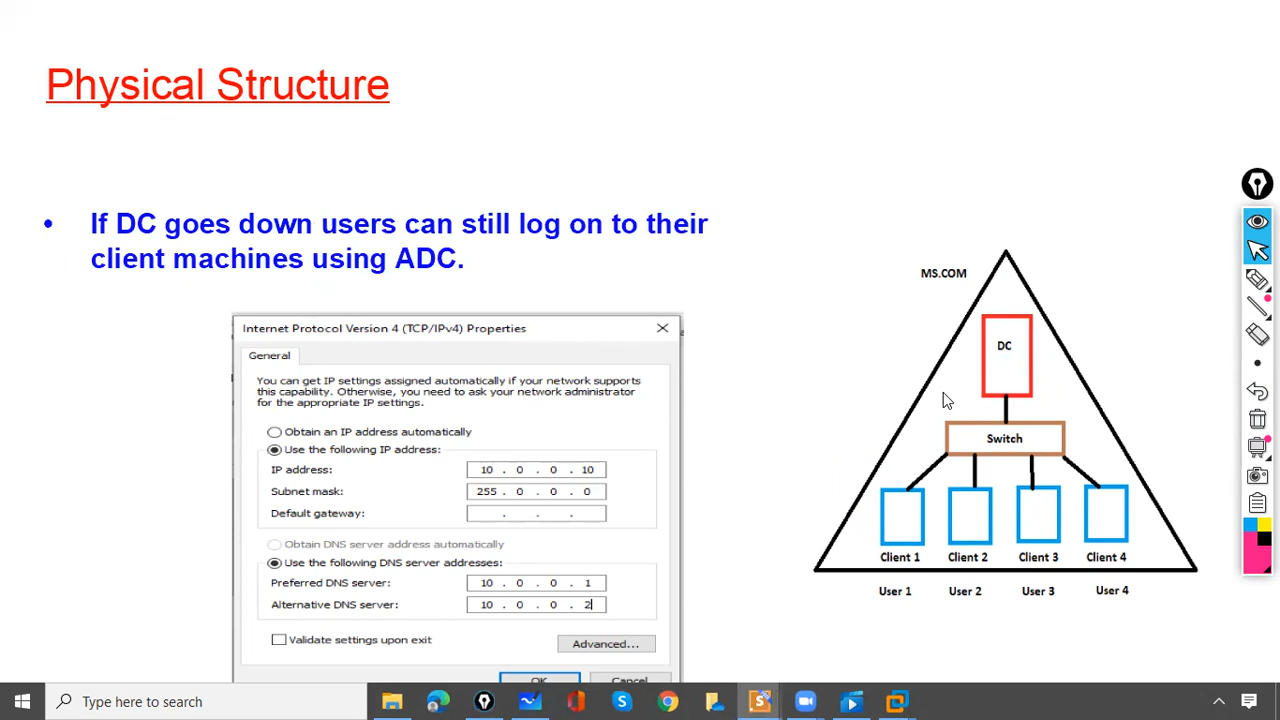 Physical Structure
• If DC goes down users can still log on to their
client machines using ADC.
Internet Protocol Version 4 (TCP/IPv4) Properties
General
You can get IP settings assigned automatically if your network supports
this capability. Otherwise, you need to ask your network administrator
for the appropriate IP settings.
Obtain an IP address automatically
Use the following IP address:
IP address: 10 . 0 . 0 . 10
Subnet mask: 255 . 0 . 0 . 0
Default gateway: . . .
Obtain DNS server address automatically
Use the following DNS server addresses:
Preferred DNS server: 10 . 0 . 0 . 1
Alternative DNS server: 10 . 0 . 0 . 2
Validate settings upon exit
Advanced...
OK Cancel
MS.COM
DC
Switch
Client 1 Client 2 Client 3 Client 4
User 1 User 2 User 3 User 4
Type here to search